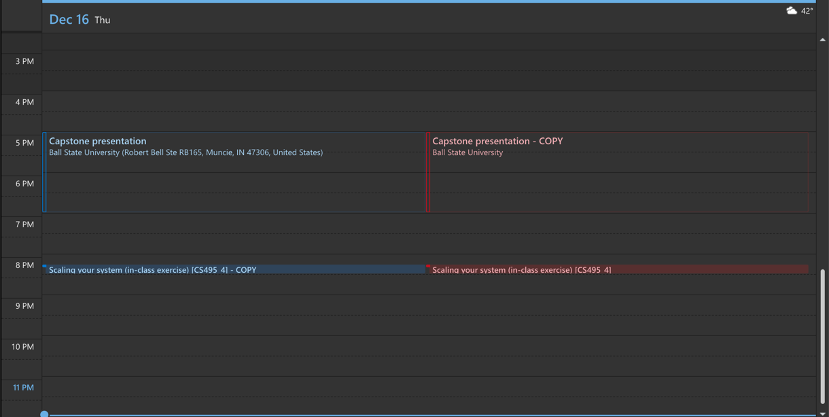 Dec 16 Thu
42°
3 PM
4 PM
5 PM
Capstone presentation
Ball State University (Robert Bell Ste RB165, Muncie, IN 47306, United States)
Capstone presentation - COPY
Ball State University
6 PM
7 PM
8 PM
Scaling your system (in-class exercise) [CS495 4] - COPY
Scaling your system (in-class exercise) [CS495 4]
9 PM
10 PM
11 PM